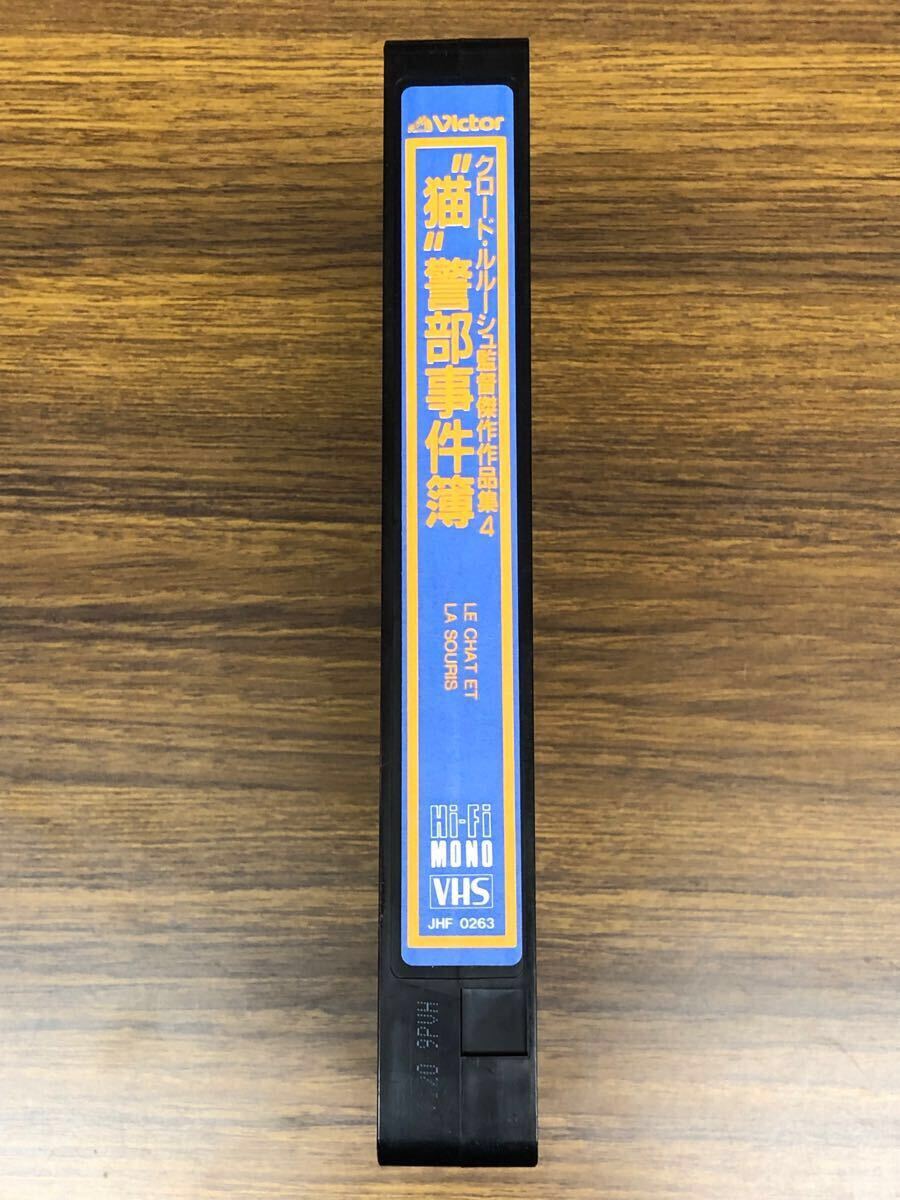 Victor
クロード・ルルーシュ監督傑作作品集4
"猫"警部事件簿
LE CHAT ET
LA SOURIS
Hi-Fi
MONO
VHS
JHF 0263